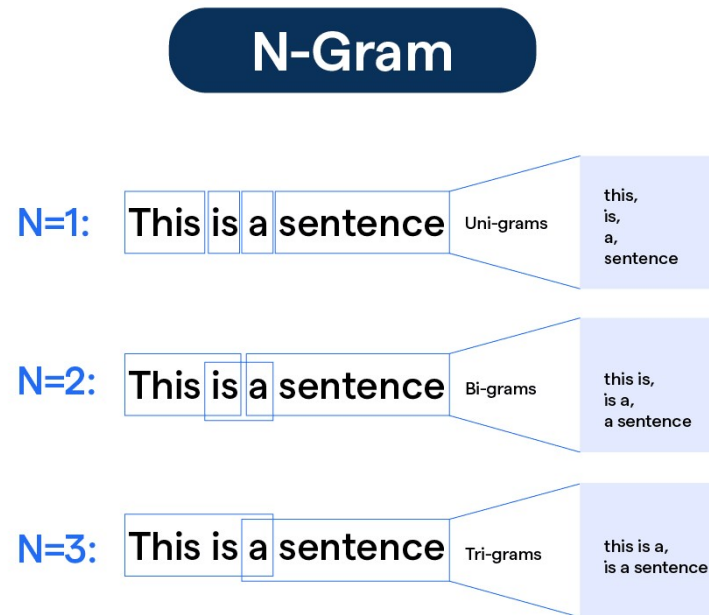 N-Gram
N=1:
This is a sentence
Uni-grams
this,
is,
a,
sentence
N=2:
This is a sentence
Bi-grams
this is,
is a,
a sentence
N=3:
This is a sentence
Tri-grams
this is a,
is a sentence